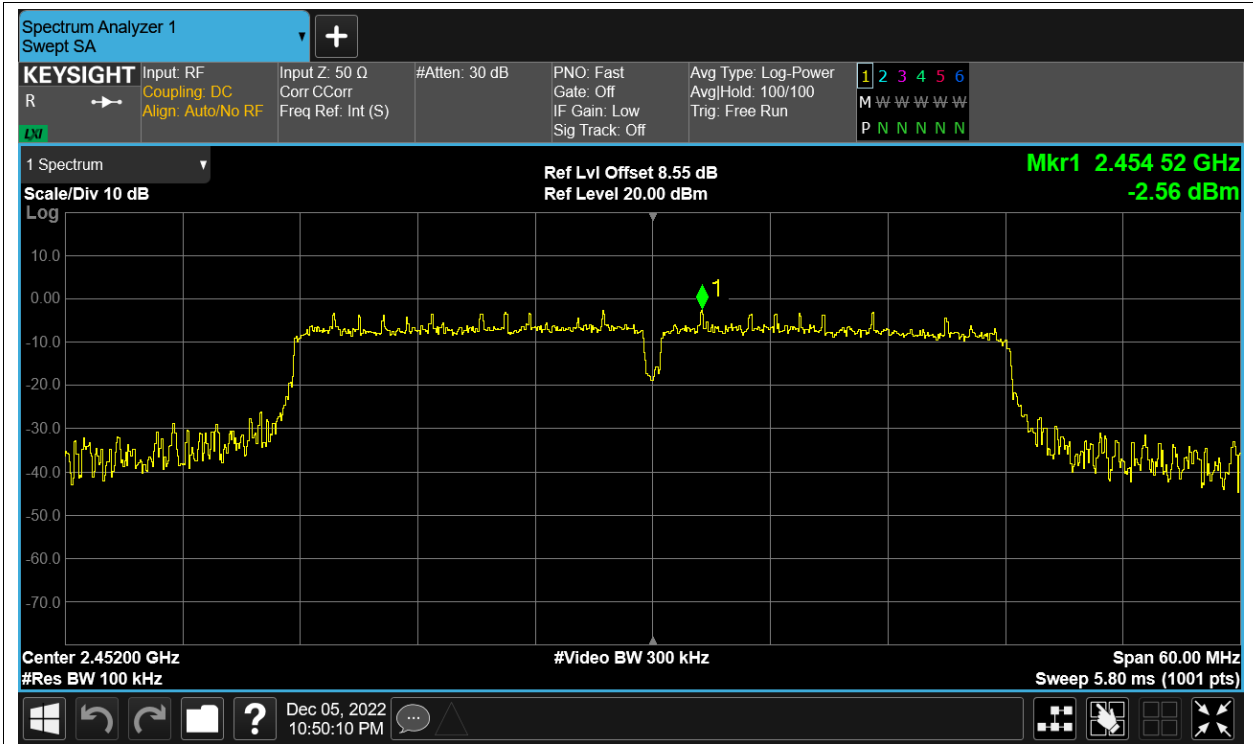 Spectrum Analyzer 1
Swept SA
KEYSIGHT
R
LXI
Input: RF
Coupling: DC
Align: Auto/No RF
Input Z: 50 Ω
Corr CCorr
Freq Ref: Int (S)
#Atten: 30 dB
PNO: Fast
Gate: Off
IF Gain: Low
Sig Track: Off
Avg Type: Log-Power
Avg|Hold: 100/100
Trig: Free Run
1 2 3 4 5 6
M W W W W W
P N N N N N
1 Spectrum
Scale/Div 10 dB
Log
Ref Lvl Offset 8.55 dB
Ref Level 20.00 dBm
Mkr1 2.454 52 GHz
-2.56 dBm
1
10.0
0.00
-10.0
-20.0
-30.0
-40.0
-50.0
-60.0
-70.0
Center 2.45200 GHz
#Res BW 100 kHz
#Video BW 300 kHz
Span 60.00 MHz
Sweep 5.80 ms (1001 pts)
?
Dec 05, 2022
10:50:10 PM